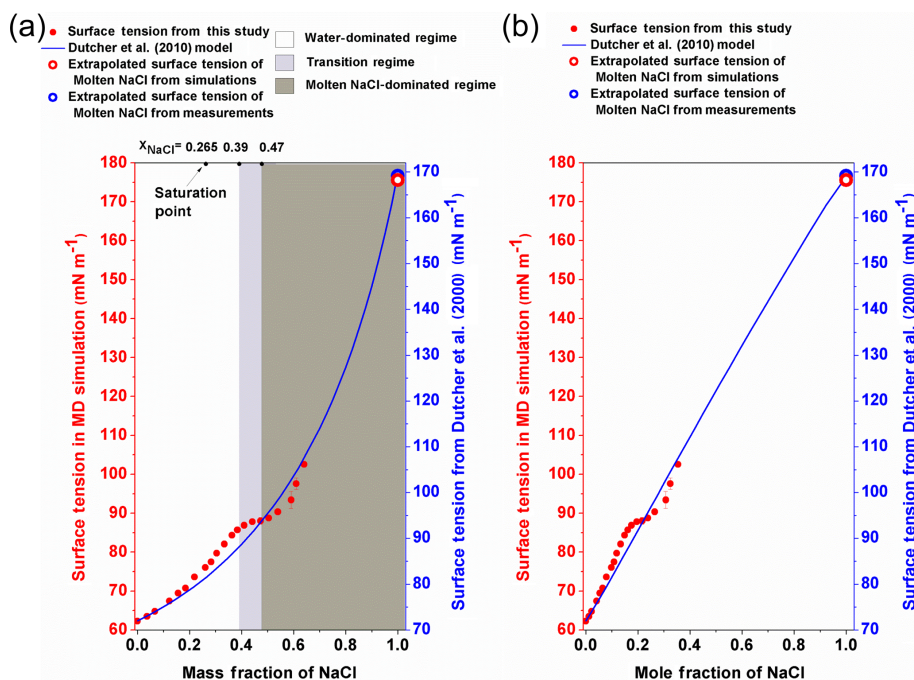 (a)
Surface tension from this study
Dutcher et al. (2010) model
Extrapolated surface tension of
Molten NaCl from simulations
Extrapolated surface tension of
Molten NaCl from measurements
Water-dominated regime
Transition regime
Molten NaCl-dominated regime
XNaCl= 0.265 0.39 0.47
Saturation
point
Surface tension in MD simulation (mN m-1)
180
170
160
150
140
130
120
110
100
90
80
70
60
170
160
150
140
130
120
110
100
90
80
70
Surface tension from Dutcher et al. (2000) (mN m-1)
0.0 0.2 0.4 0.6 0.8 1.0
Mass fraction of NaCl
(b)
Surface tension from this study
Dutcher et al. (2010) model
Extrapolated surface tension of
Molten NaCl from simulations
Extrapolated surface tension of
Molten NaCl from measurements
Surface tension in MD simulation (mN m-1)
180
170
160
150
140
130
120
110
100
90
80
70
60
170
160
150
140
130
120
110
100
90
80
70
Surface tension from Dutcher et al. (2000) (mN m-1)
0.0 0.2 0.4 0.6 0.8 1.0
Mole fraction of NaCl